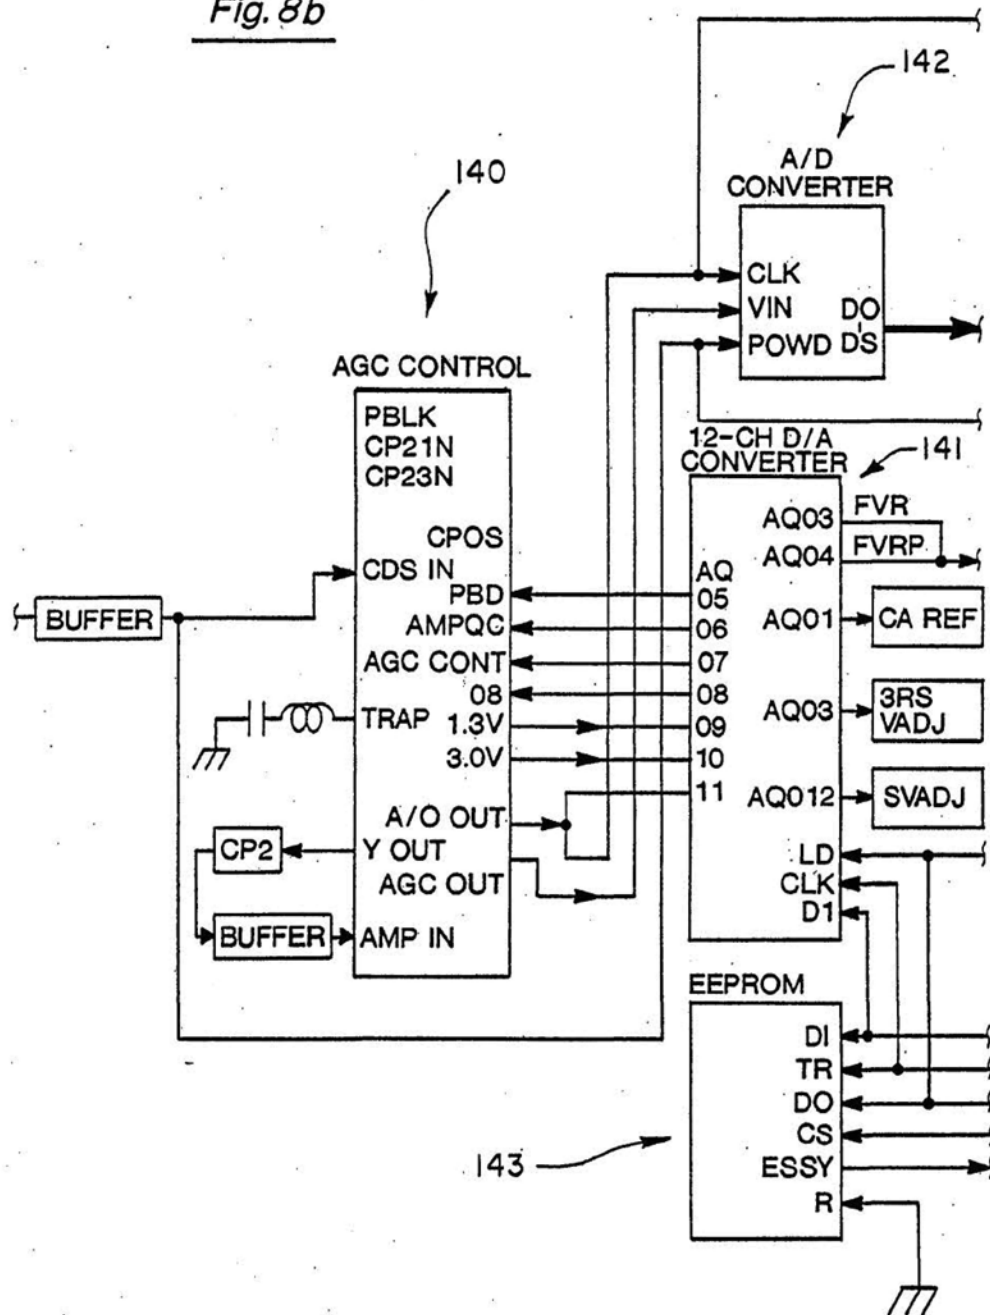 Fig. 8b
142
140
A/D
CONVERTER
CLK
VIN
POWD
DO
DS
AGC CONTROL
PBLK
CP21N
CP23N
CPOS
CDS IN
PBD
AMPQC
AGC CONT
08
TRAP
1.3V
3.0V
A/O OUT
Y OUT
AGC OUT
AMP IN
BUFFER
CP2
BUFFER
12-CH D/A
CONVERTER
141
AQ
05
06
07
08
09
10
11
AQ03
FVR
AQ04
FVRP
AQ01
CA REF
AQ03
3RS
VADJ
AQ012
SVADJ
LD
CLK
D1
EEPROM
DI
TR
DO
CS
ESSY
R
143